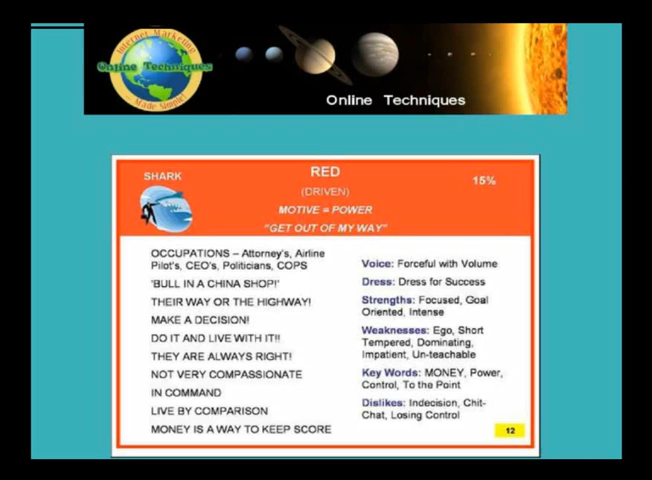 Internet Marketing
Online Techniques
Made Simple
Online Techniques
SHARK
RED
15%
(DRIVEN)
MOTIVE = POWER
"GET OUT OF MY WAY"
OCCUPATIONS – Attorney's, Airline
Pilot's, CEO's, Politicians, COPS
'BULL IN A CHINA SHOP!'
THEIR WAY OR THE HIGHWAY!
MAKE A DECISION!
DO IT AND LIVE WITH IT!!
THEY ARE ALWAYS RIGHT!
NOT VERY COMPASSIONATE
IN COMMAND
LIVE BY COMPARISON
MONEY IS A WAY TO KEEP SCORE
Voice: Forceful with Volume
Dress: Dress for Success
Strengths: Focused, Goal
Oriented, Intense
Weaknesses: Ego, Short
Tempered, Dominating,
Impatient, Un-teachable
Key Words: MONEY, Power,
Control, To the Point
Dislikes: Indecision, Chit-
Chat, Losing Control
12